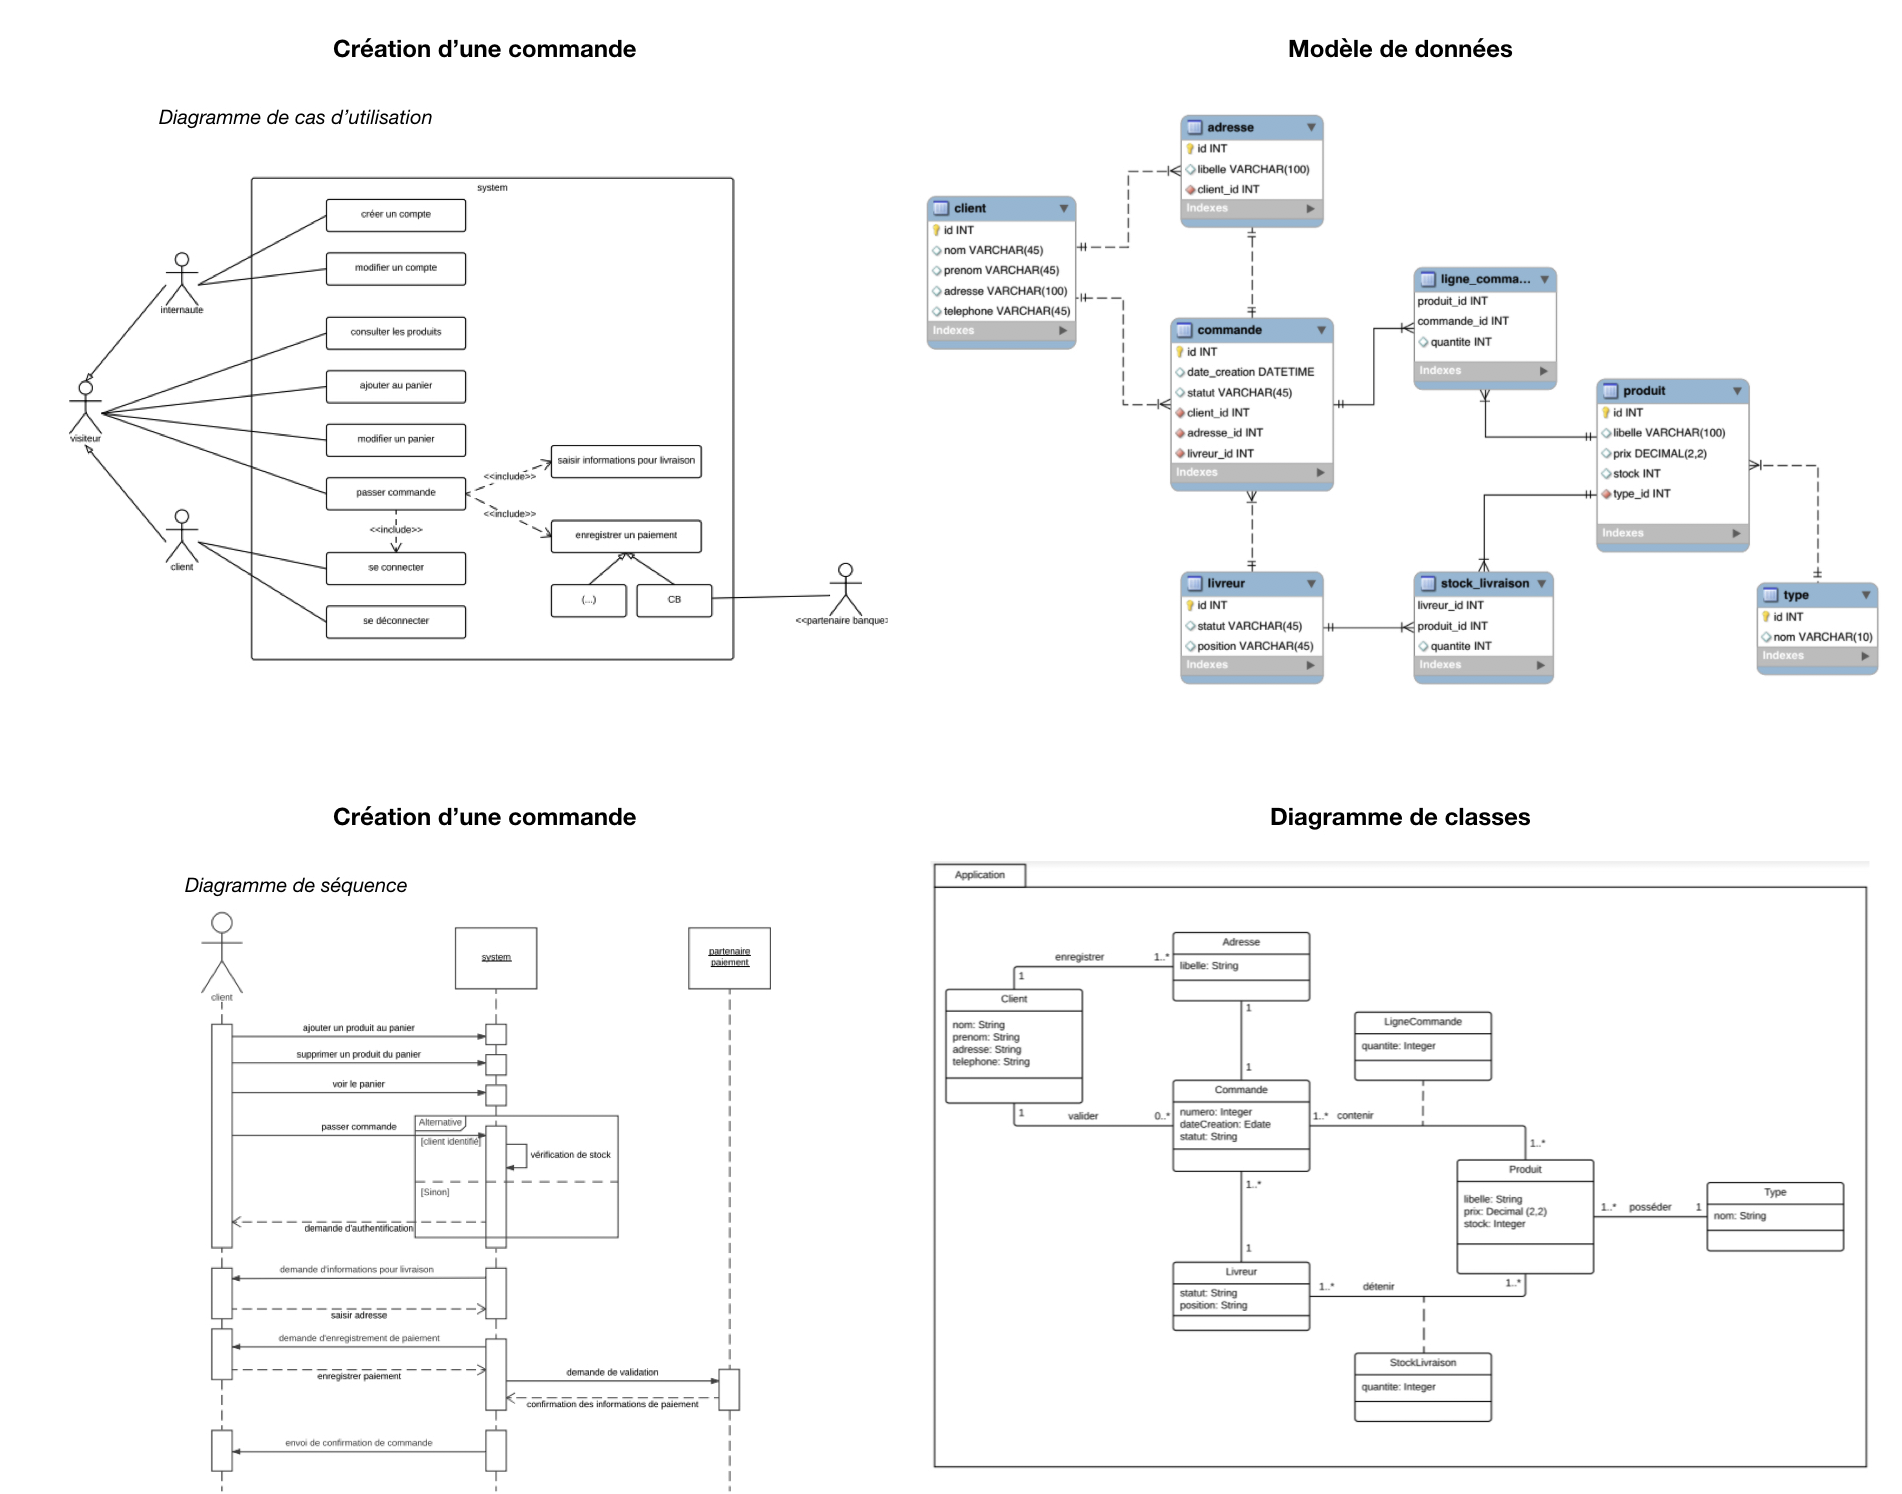 Création d’une commande
Diagramme de cas d’utilisation
system
créer un compte
modifier un compte
internaute
consulter les produits
ajouter au panier
visiteur
modifier un panier
saisir informations pour livraison
<<include>>
passer commande
<<include>>
<<include>>
enregistrer un paiement
client
se connecter
(...)
CB
se déconnecter
<<partenaire banque>
Modèle de données
adresse
id INT
libelle VARCHAR(100)
client_id INT
Indexes
client
id INT
nom VARCHAR(45)
prenom VARCHAR(45)
adresse VARCHAR(100)
telephone VARCHAR(45)
Indexes
ligne_comma...
produit_id INT
commande_id INT
quantite INT
Indexes
commande
id INT
date_creation DATETIME
statut VARCHAR(45)
client_id INT
adresse_id INT
livreur_id INT
Indexes
produit
id INT
libelle VARCHAR(100)
prix DECIMAL(2,2)
stock INT
type_id INT
Indexes
livreur
id INT
statut VARCHAR(45)
position VARCHAR(45)
Indexes
stock_livraison
livreur_id INT
produit_id INT
quantite INT
Indexes
type
id INT
nom VARCHAR(10)
Indexes
Création d’une commande
Diagramme de séquence
client
system
partenaire
paiement
ajouter un produit au panier
supprimer un produit du panier
voir le panier
Alternative
passer commande
[client identifié]
vérification de stock
[Sinon]
demande d'authentification
demande d'informations pour livraison
saisir adresse
demande d'enregistrement de paiement
enregistrer paiement
demande de validation
confirmation des informations de paiement
envoi de confirmation de commande
Diagramme de classes
Application
Adresse
libelle: String
enregistrer
1..*
1
Client
nom: String
prenom: String
adresse: String
telephone: String
1
1
LigneCommande
quantite: Integer
Commande
numero: Integer
dateCreation: Edate
statut: String
1
valider
0..*
1..*
contenir
1..*
Produit
libelle: String
prix: Decimal (2,2)
stock: Integer
1..*
posséder
1
Type
nom: String
1..*
1
Livreur
statut: String
position: String
1..*
détenir
1..*
StockLivraison
quantite: Integer